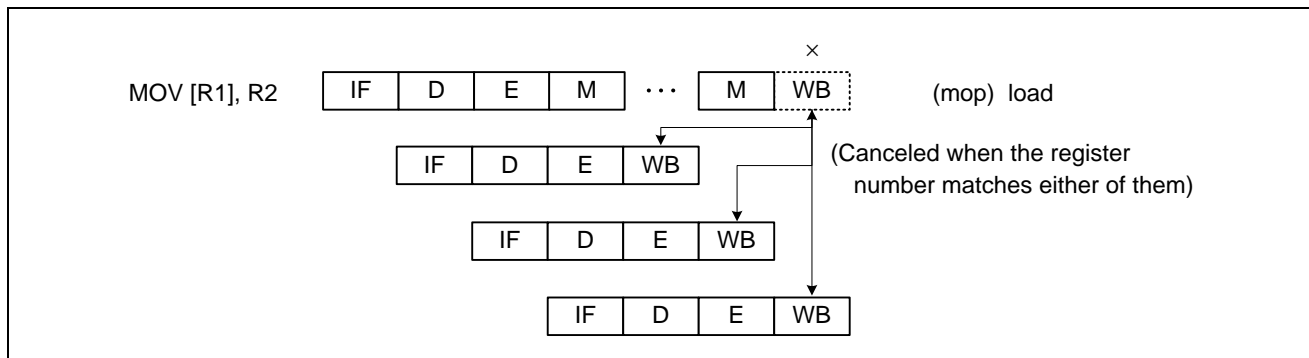 ×
MOV [R1], R2 IF D E M ··· M WB (mop) load
IF D E WB
(Canceled when the register
number matches either of them)
IF D E WB
IF D E WB